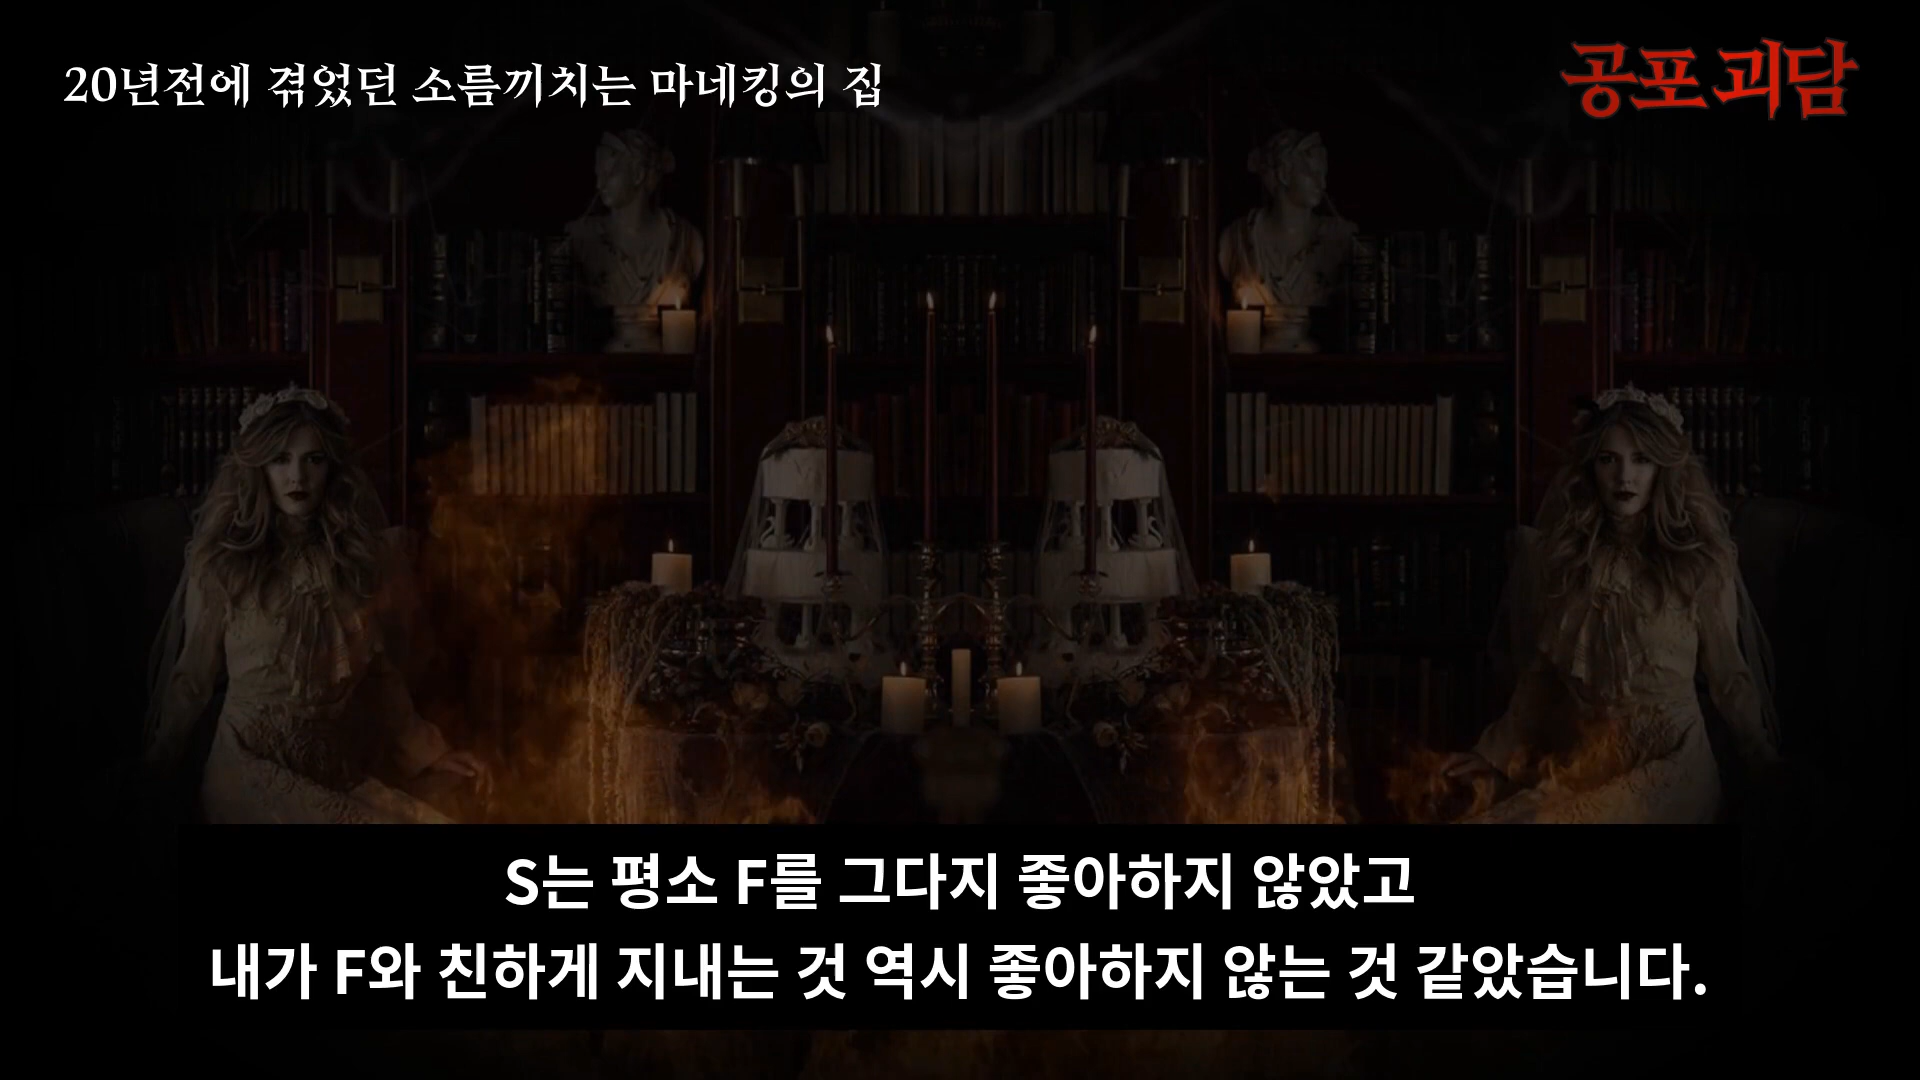 20년전에 겪었던 소름끼치는 마네킹의 집
공포 괴담
S는 평소 F를 그다지 좋아하지 않았고
내가 F와 친하게 지내는 것 역시 좋아하지 않는 것 같았습니다.